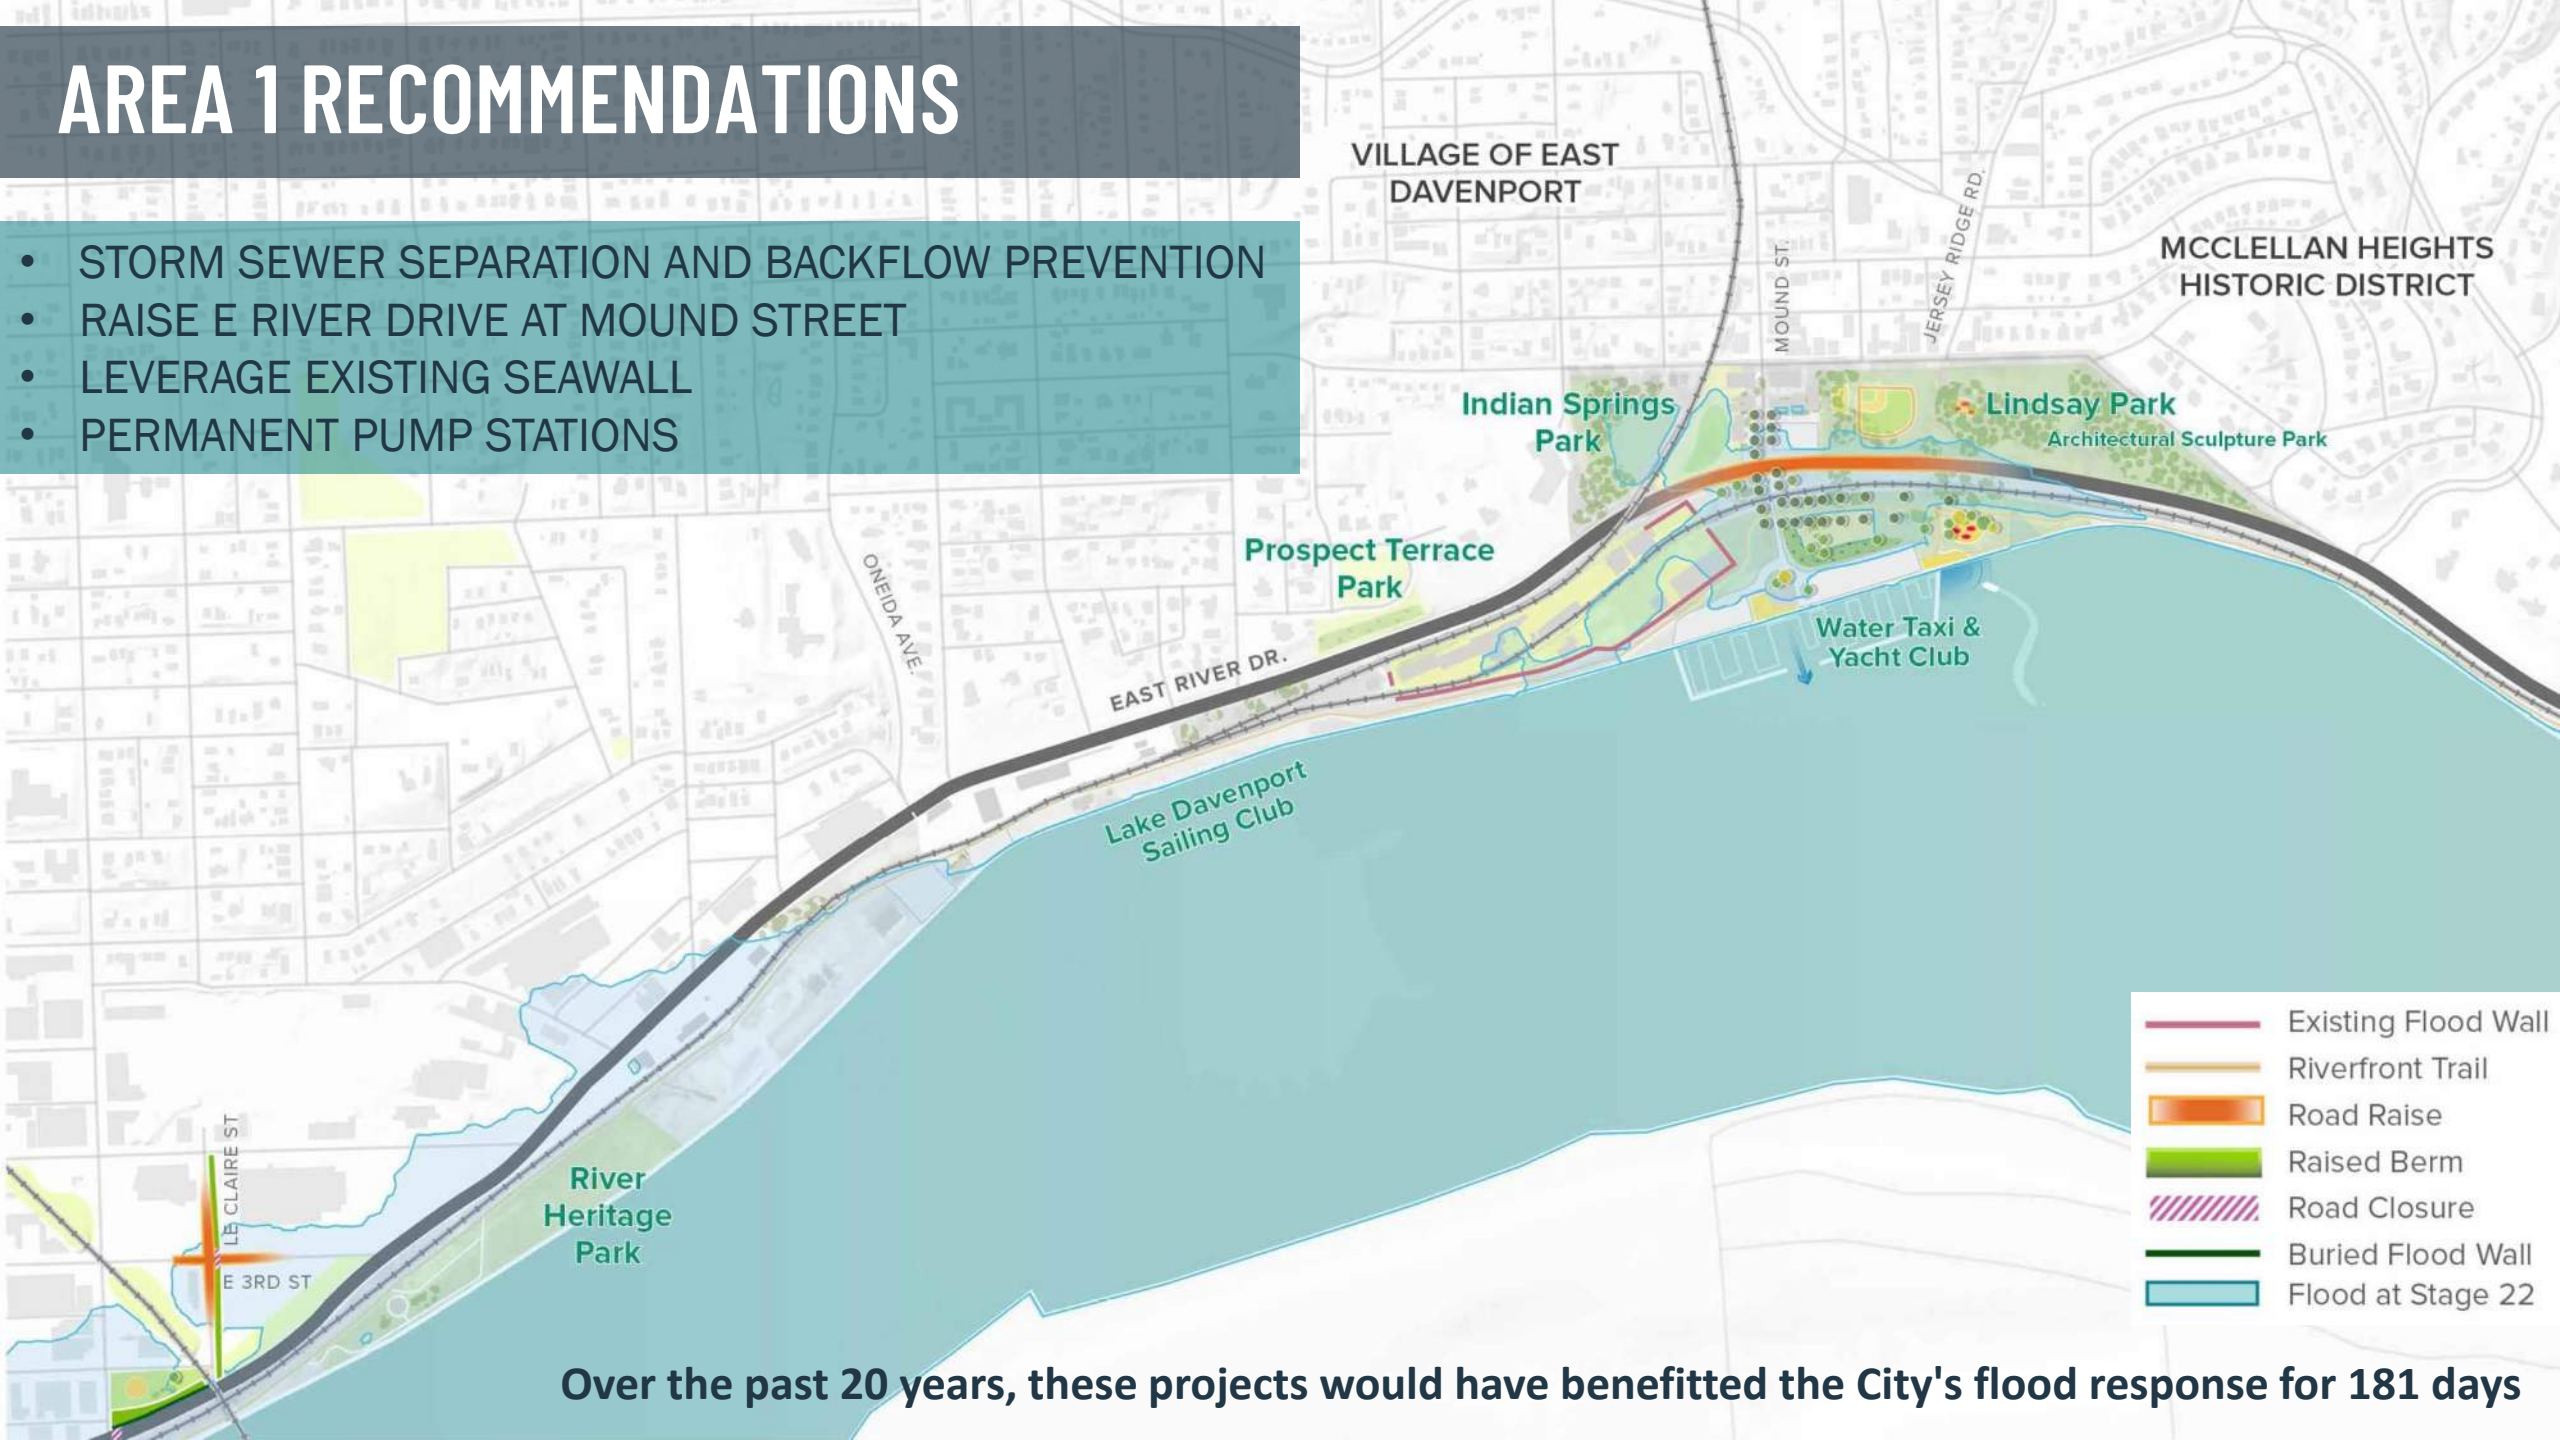 AREA 1 RECOMMENDATIONS
• STORM SEWER SEPARATION AND BACKFLOW PREVENTION
• RAISE E RIVER DRIVE AT MOUND STREET
• LEVERAGE EXISTING SEAWALL
• PERMANENT PUMP STATIONS
VILLAGE OF EAST
DAVENPORT
MOUND ST.
JERSEY RIDGE RD.
MCCLELLAN HEIGHTS
HISTORIC DISTRICT
Indian Springs
Park
Lindsay Park
Architectural Sculpture Park
Prospect Terrace
Park
ONEIDA AVE.
EAST RIVER DR.
Water Taxi &
Yacht Club
Lake Davenport
Sailing Club
LE CLAIRE ST
E 3RD ST
River
Heritage
Park
Existing Flood Wall
Riverfront Trail
Road Raise
Raised Berm
Road Closure
Buried Flood Wall
Flood at Stage 22
Over the past 20 years, these projects would have benefitted the City's flood response for 181 days